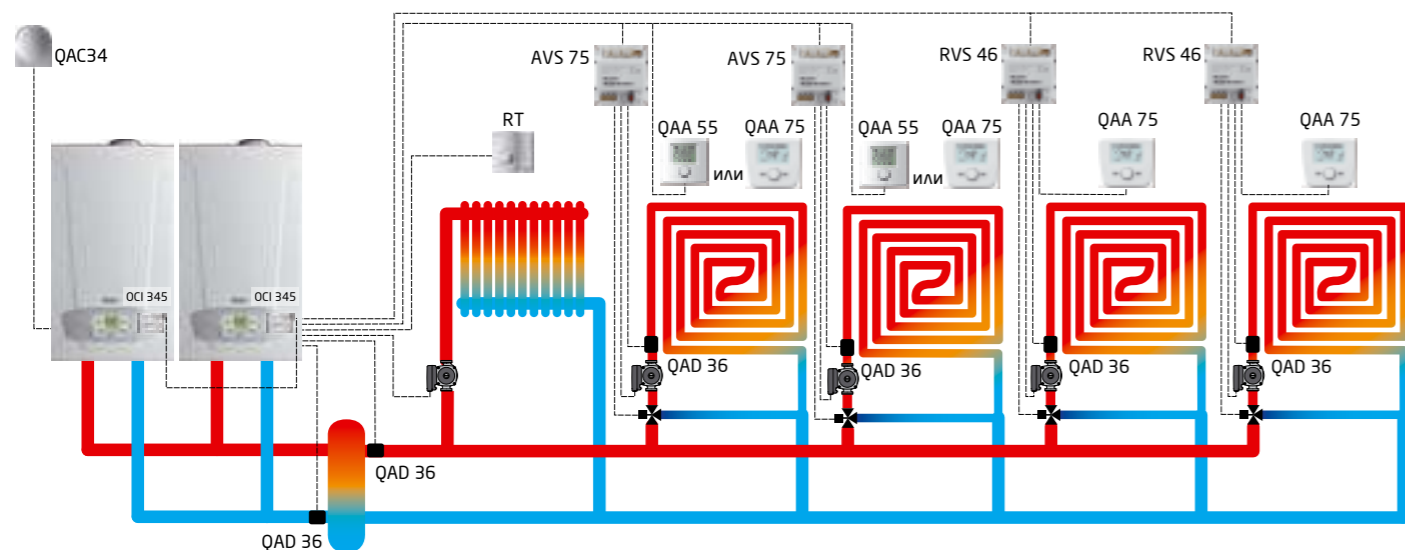 QAC34
AVS 75
AVS 75
RVS 46
RVS 46
RT
QAA 55
или
QAA 75
QAA 55
или
QAA 75
QAA 75
QAA 75
OCI 345
OCI 345
QAD 36
QAD 36
QAD 36
QAD 36
QAD 36
QAD 36